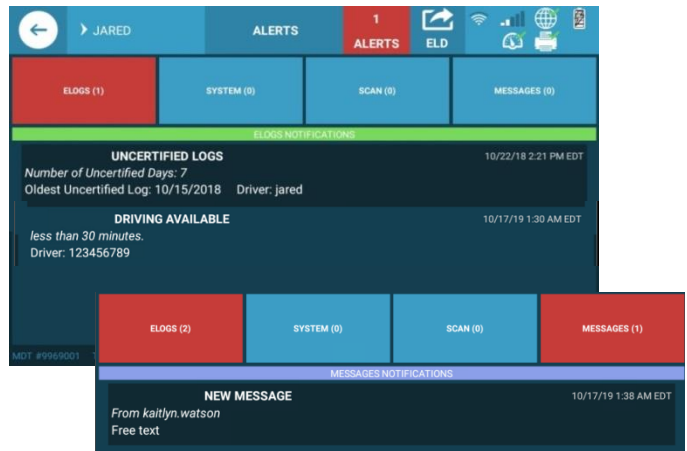 JARED
ALERTS
1
ALERTS
ELD
ELOGS (1)
SYSTEM (0)
SCAN (0)
MESSAGES (0)
ELOGS NOTIFICATIONS
UNCERTIFIED LOGS
10/22/18 2:21 PM EDT
Number of Uncertified Days: 7
Oldest Uncertified Log: 10/15/2018 Driver: jared
DRIVING AVAILABLE
10/17/19 1:30 AM EDT
less than 30 minutes.
Driver: 123456789
MDT #9969001
ELOGS (2)
SYSTEM (0)
SCAN (0)
MESSAGES (1)
MESSAGES NOTIFICATIONS
NEW MESSAGE
10/17/19 1:38 AM EDT
From kaitlyn.watson
Free text